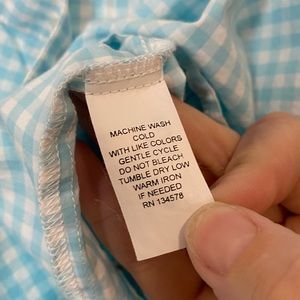 MACHINE WASH
COLD
WITH LIKE COLORS
GENTLE CYCLE
DO NOT BLEACH
TUMBLE DRY LOW
WARM IRON
IF NEEDED
RN 134578